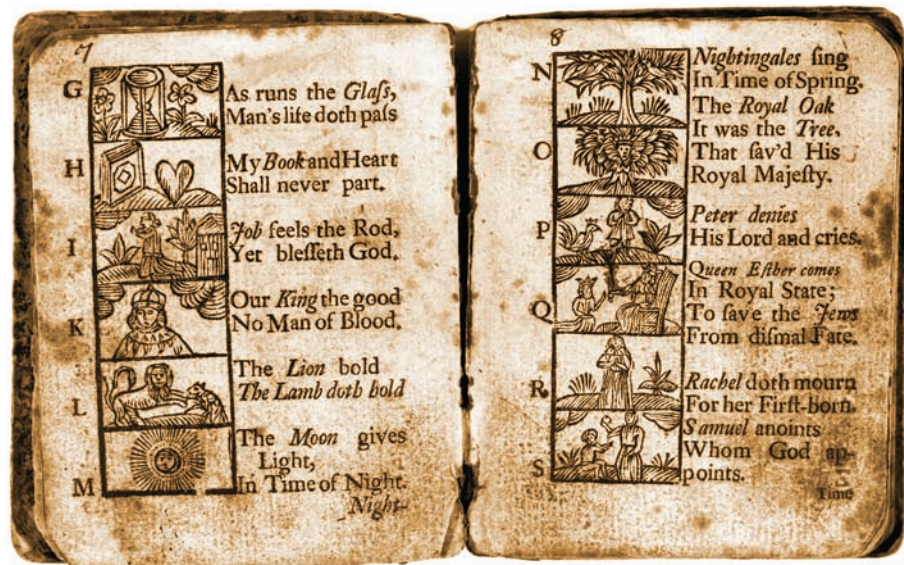 7
G
As runs the Glaſs,
Man's life doth paſs
H
My Book and Heart
Shall never part.
I
Job feels the Rod,
Yet bleſſeth God.
K
Our King the good
No Man of Blood.
L
The Lion bold
The Lamb doth hold
M
The Moon gives
Light,
In Time of Night.
Night-
8
N
Nightingales ſing
In Time of Spring.
O
The Royal Oak
It was the Tree,
That ſav'd His
Royal Majeſty.
P
Peter denies
His Lord and cries.
Q
Queen Eſther comes
In Royal State;
To ſave the Jews
From diſmal Fate.
R
Rachel doth mourn
For her Firſt-born.
S
Samuel anoints
Whom God ap-
points.
Time